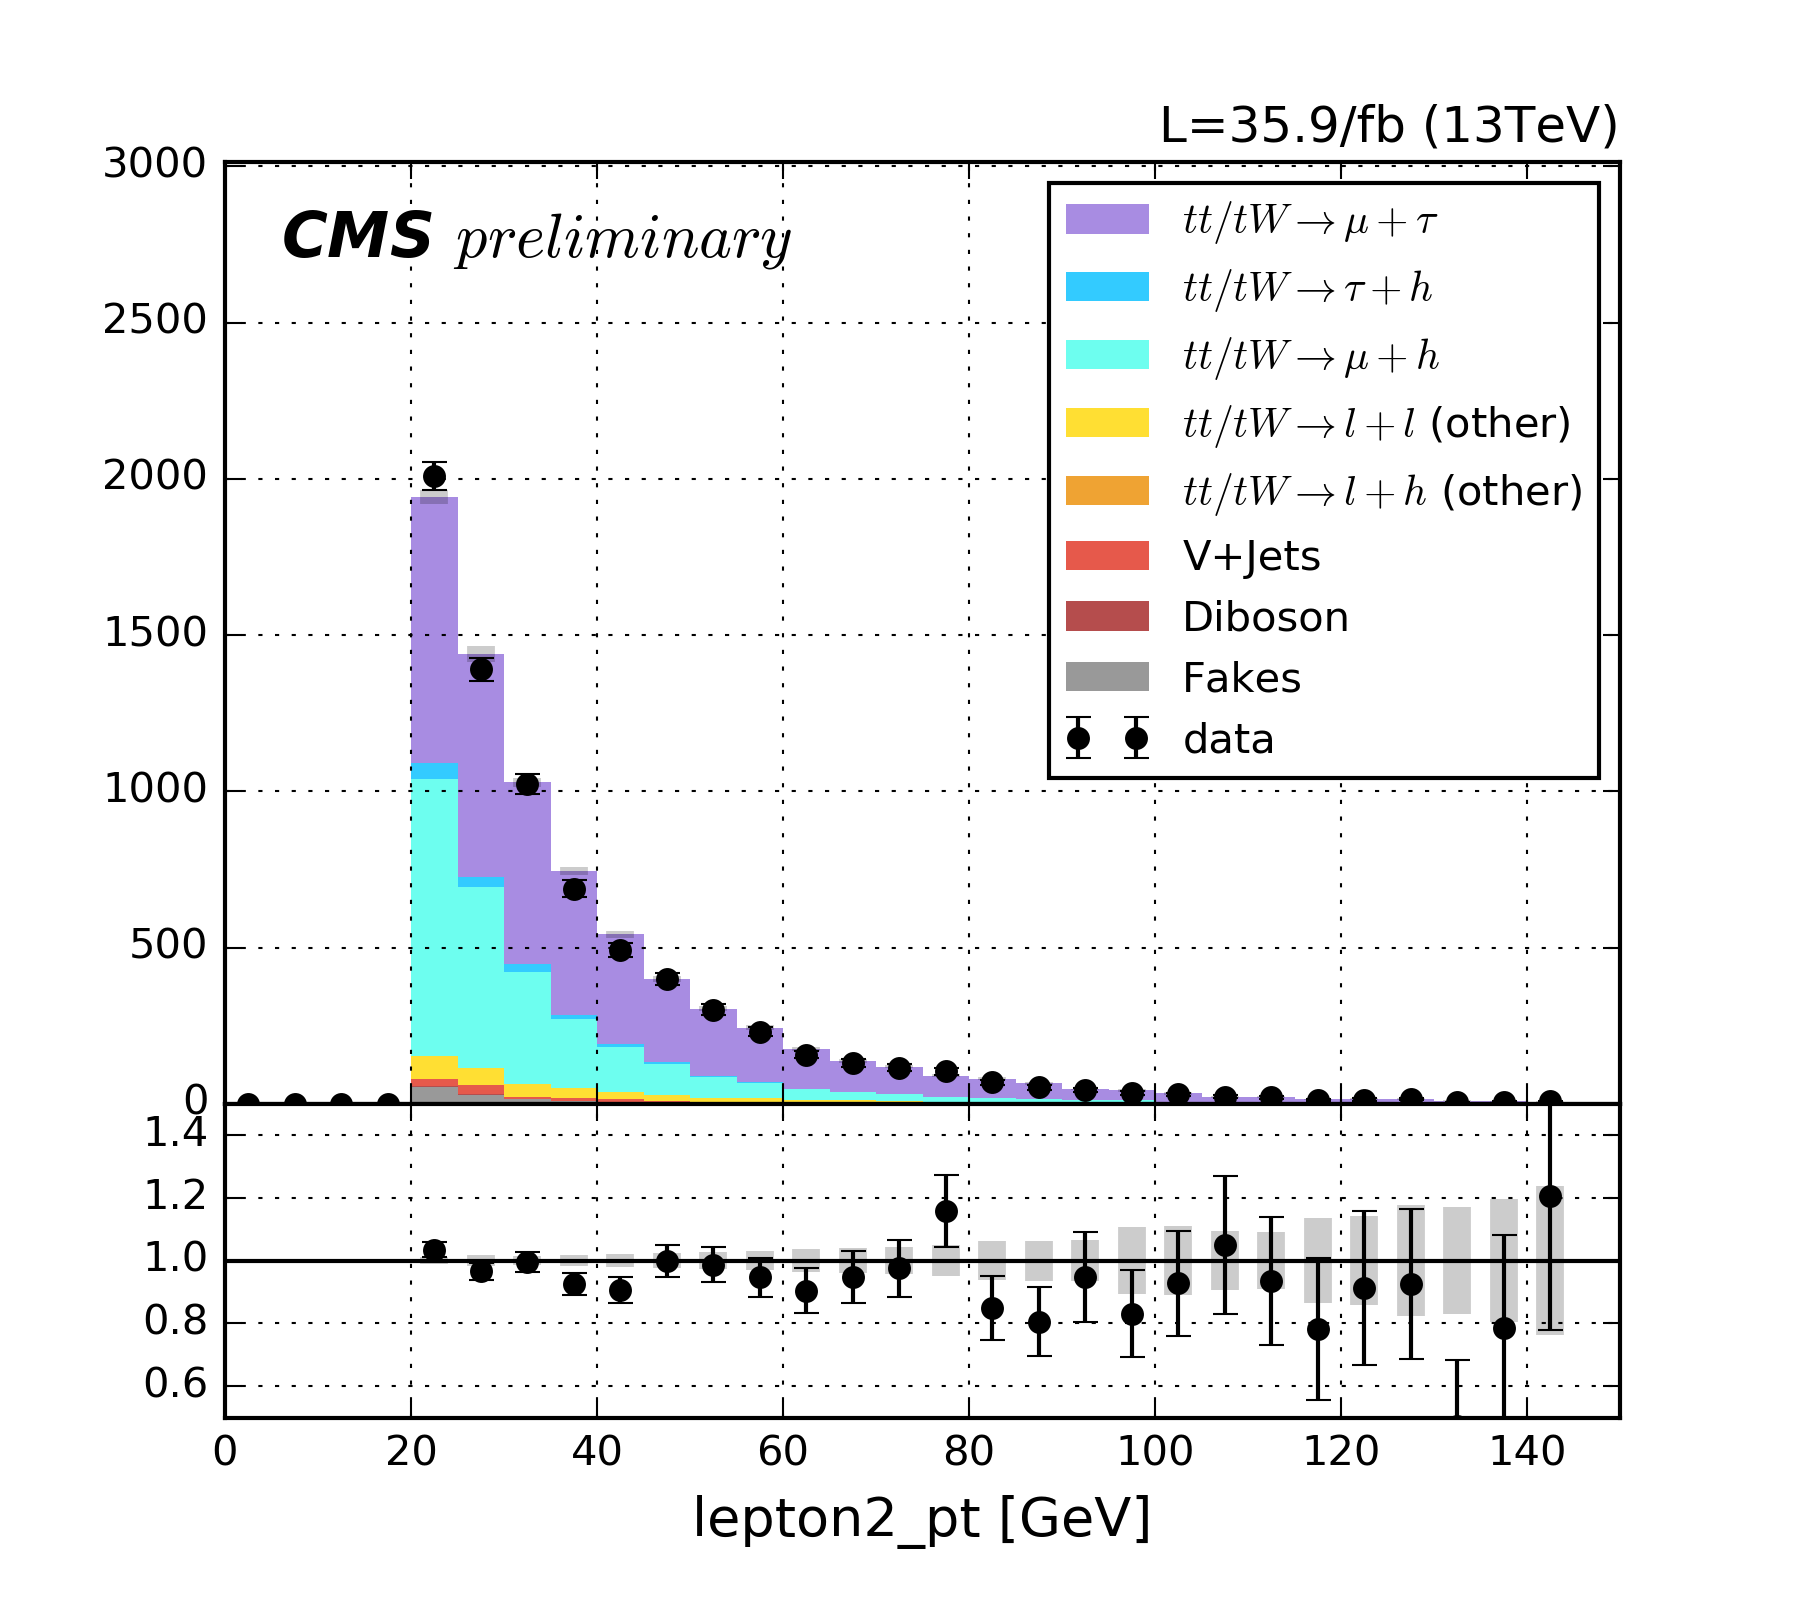 L=35.9/fb (13TeV)
3000
CMS preliminary
2500
2000
1500
1000
500
0
tt/tW → μ + τ
tt/tW → τ + h
tt/tW → μ + h
tt/tW → l + l (other)
tt/tW → l + h (other)
V+Jets
Diboson
Fakes
data
1.4
1.2
1.0
0.8
0.6
0 20 40 60 80 100 120 140
lepton2_pt [GeV]